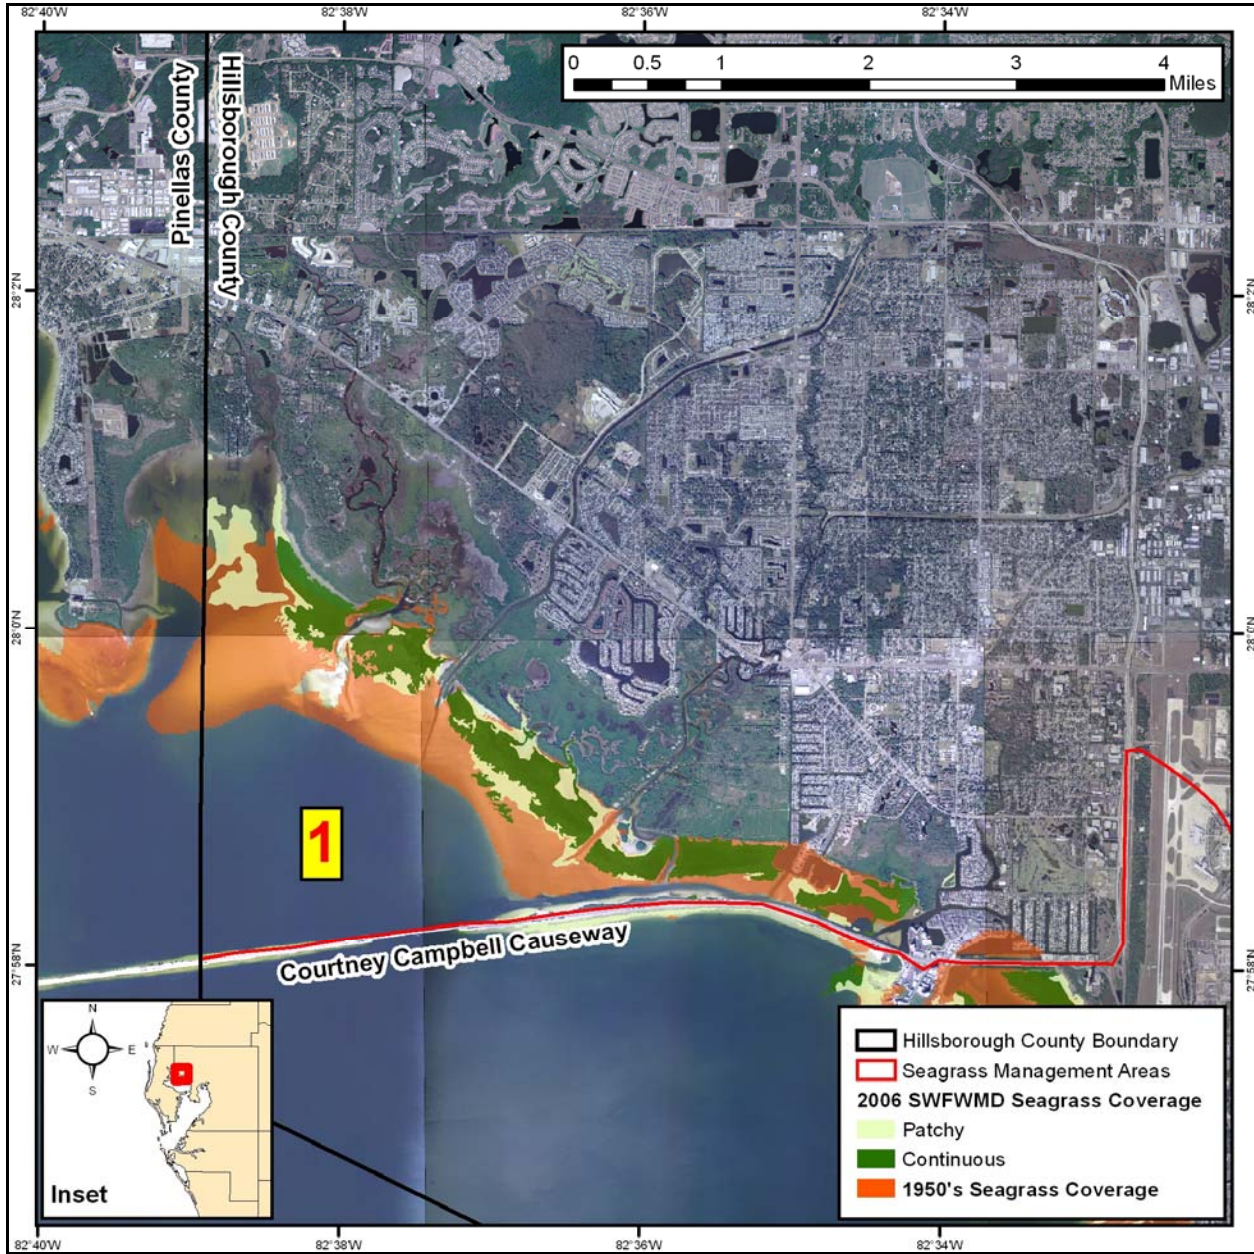 82°40'W 82°38'W 82°36'W 82°34'W
0 0.5 1 2 3 4
Miles
Pinellas County
Hillsborough County
28°2'N 28°2'N
28°0'N 28°0'N
1
Courtney Campbell Causeway
27°58'N 27°58'N
N
W E
S
Inset
Hillsborough County Boundary
Seagrass Management Areas
2006 SWFWMD Seagrass Coverage
Patchy
Continuous
1950's Seagrass Coverage
82°40'W 82°38'W 82°36'W 82°34'W